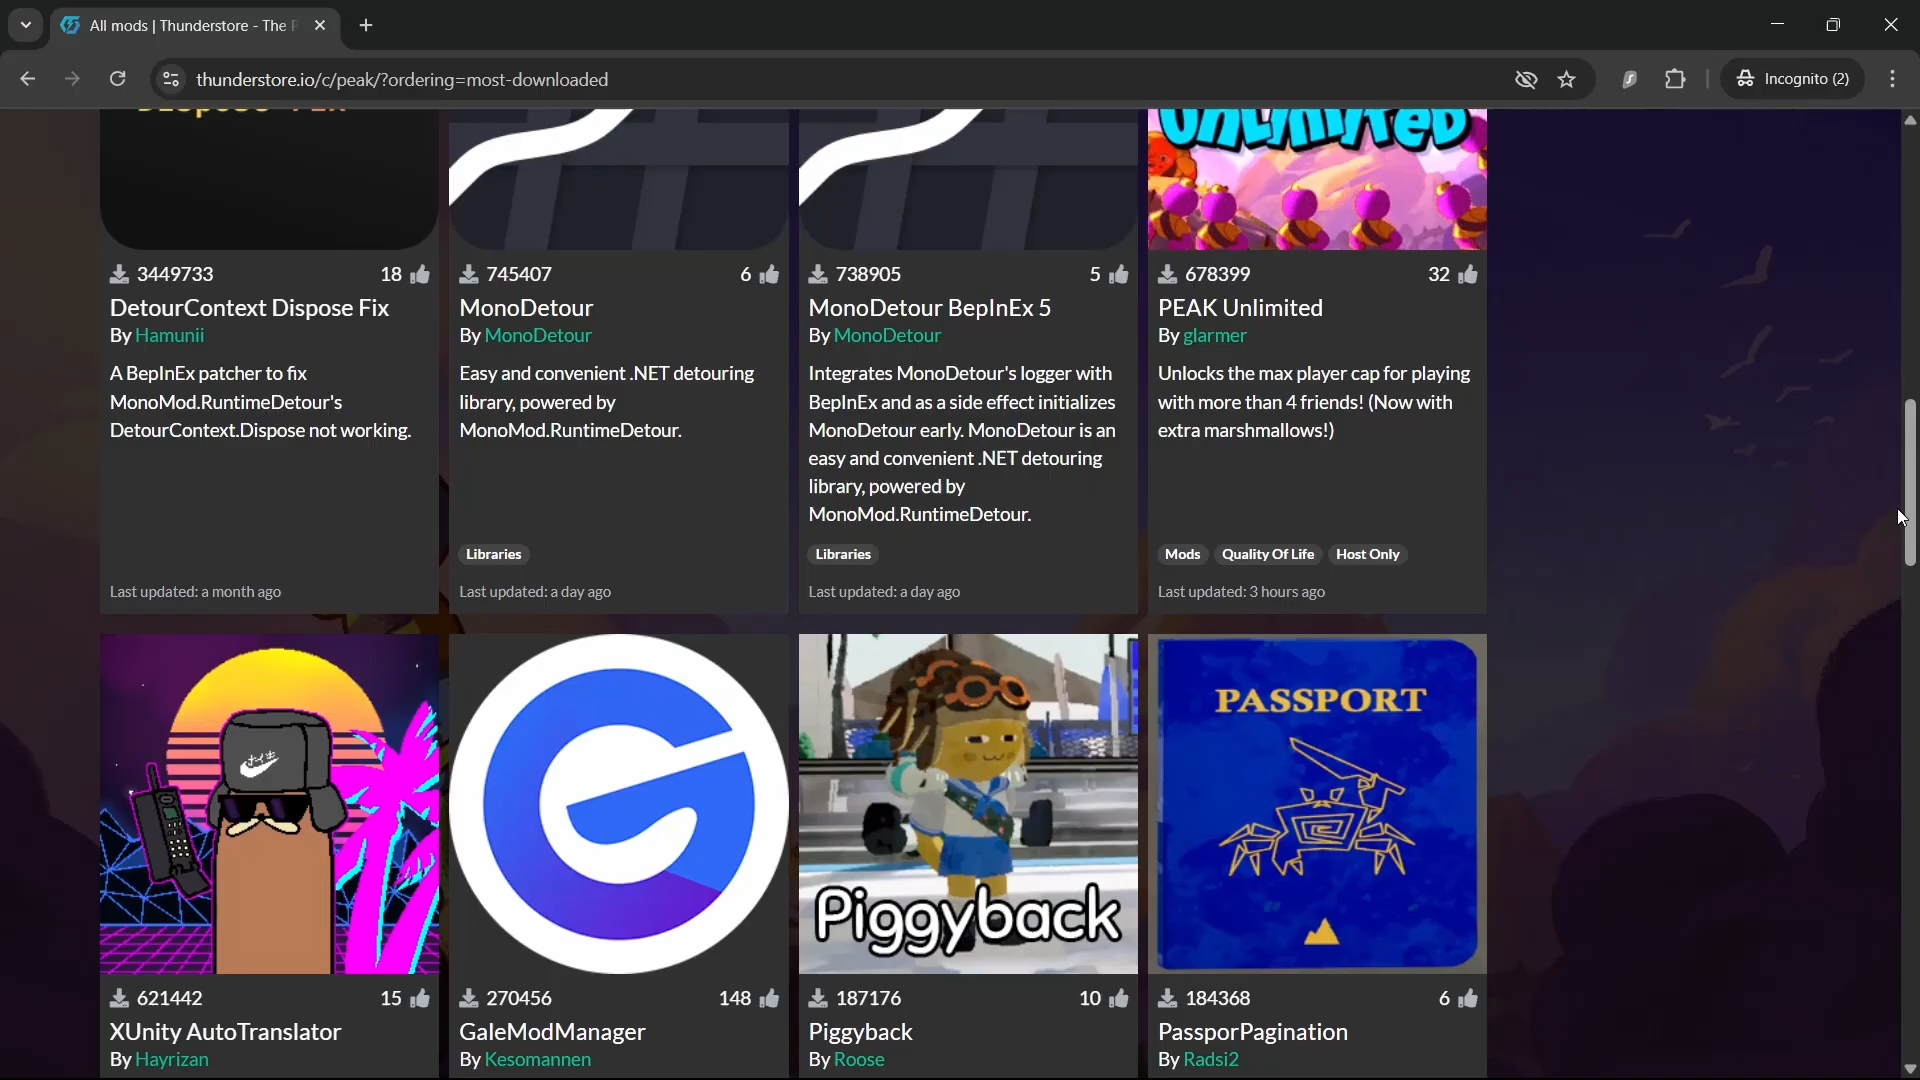 All mods | Thunderstore - The P
thunderstore.io/c/peak/?ordering=most-downloaded
Incognito (2)
UNLIMITED
3449733 18
DetourContext Dispose Fix
By Hamunii
A BepInEx patcher to fix
MonoMod.RuntimeDetour's
DetourContext.Dispose not working.
Last updated: a month ago
745407 6
MonoDetour
By MonoDetour
Easy and convenient .NET detouring
library, powered by
MonoMod.RuntimeDetour.
Libraries
Last updated: a day ago
738905 5
MonoDetour BepInEx 5
By MonoDetour
Integrates MonoDetour's logger with
BepInEx and as a side effect initializes
MonoDetour early. MonoDetour is an
easy and convenient .NET detouring
library, powered by
MonoMod.RuntimeDetour.
Libraries
Last updated: a day ago
678399 32
PEAK Unlimited
By glarmer
Unlocks the max player cap for playing
with more than 4 friends! (Now with
extra marshmallows!)
Mods Quality Of Life Host Only
Last updated: 3 hours ago
621442 15
XUnity AutoTranslator
By Hayrizan
270456 148
GaleModManager
By Kesomannen
Piggyback
187176 10
Piggyback
By Roose
PASSPORT
184368 6
PassporPagination
By Radsi2